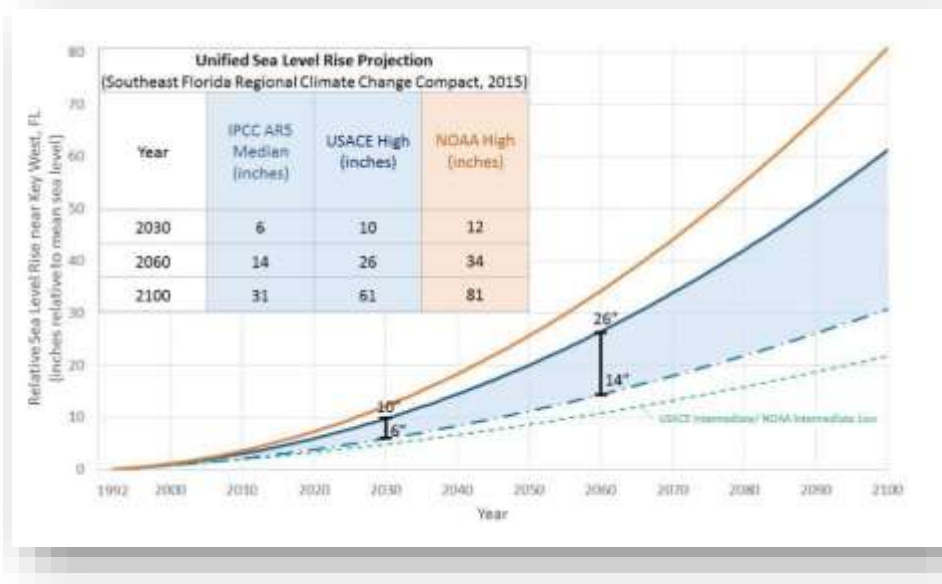 Unified Sea Level Rise Projection
(Southeast Florida Regional Climate Change Compact, 2015)
Year
IPCC AR5
Median
(inches)
USACE High
(inches)
NOAA High
(inches)
2030 6 10 12
2060 14 26 34
2100 31 61 81
Relative Sea Level Rise near Key West, FL
(inches relative to mean sea level)
80
70
60
50
40
30
20
10
0
10"
6"
26"
14"
USACE Intermediate/ NOAA Intermediate Low
1992 2000 2010 2020 2030 2040 2050 2060 2070 2080 2090 2100
Year